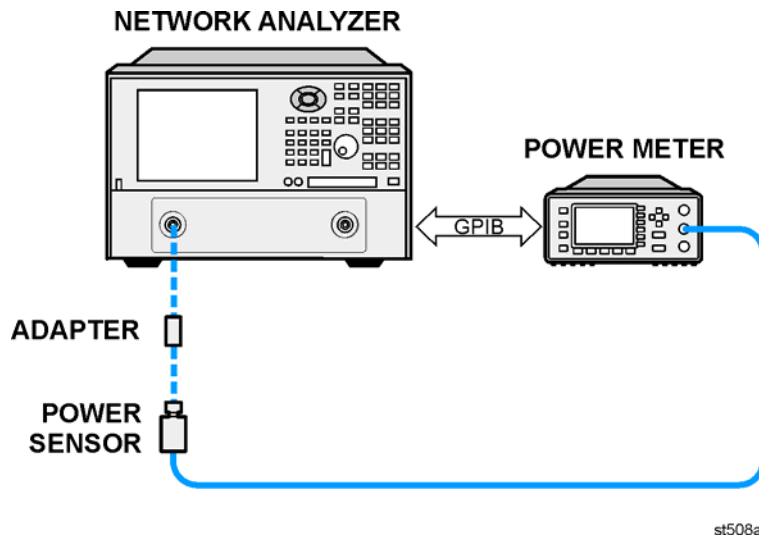 NETWORK ANALYZER
POWER METER
GPIB
ADAPTER
POWER
SENSOR
st508a